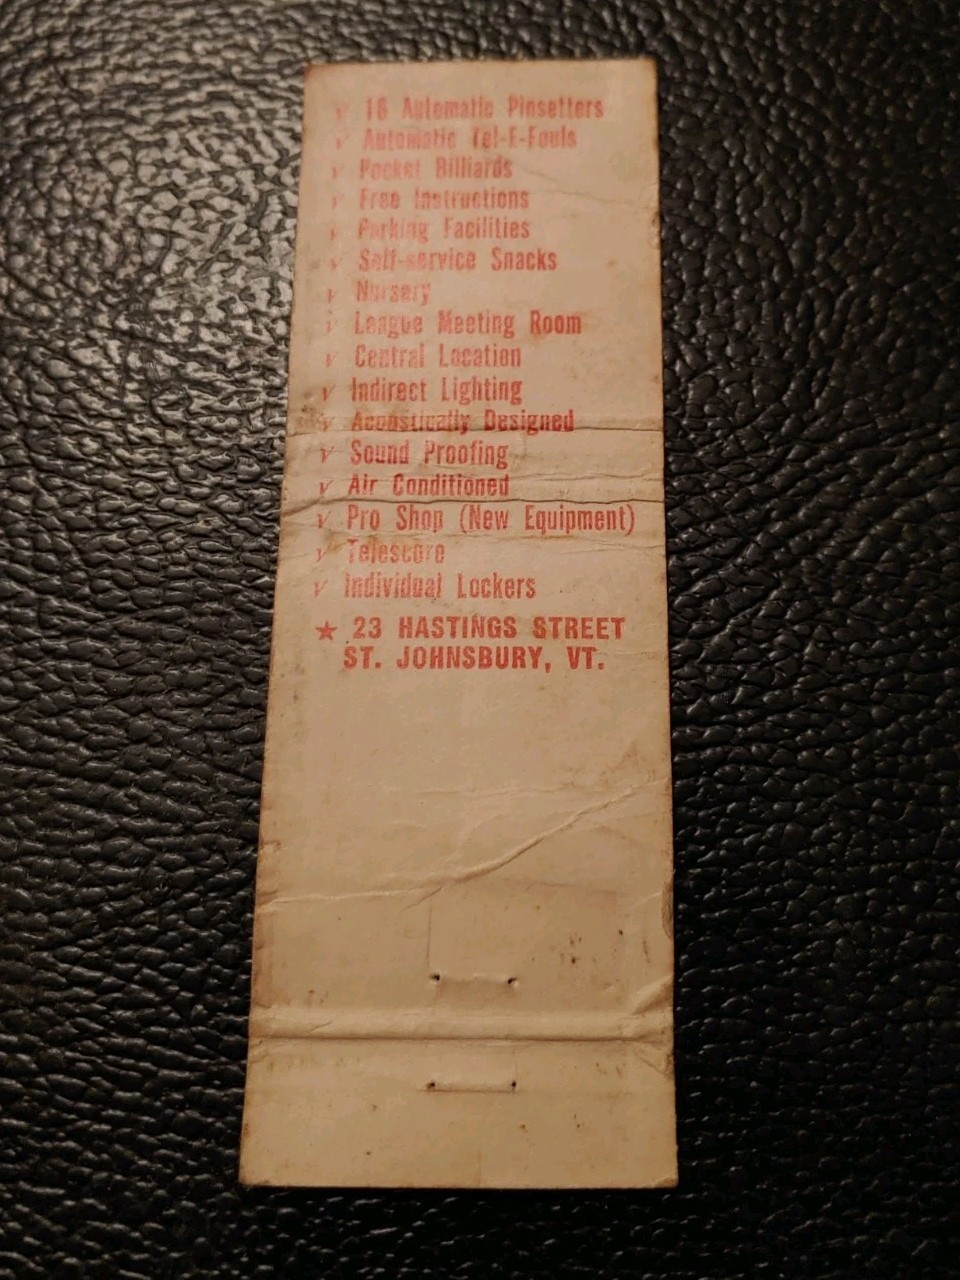 √ 16 Automatic Pinsetters
√ Automatic Tel-E-Fouls
√ Pocket Billiards
√ Free Instructions
√ Parking Facilities
√ Self-service Snacks
√ Nursery
√ League Meeting Room
√ Central Location
√ Indirect Lighting
√ Acoustically Designed
√ Sound Proofing
√ Air Conditioned
√ Pro Shop (New Equipment)
√ Telescore
√ Individual Lockers
★ 23 HASTINGS STREET
ST. JOHNSBURY, VT.